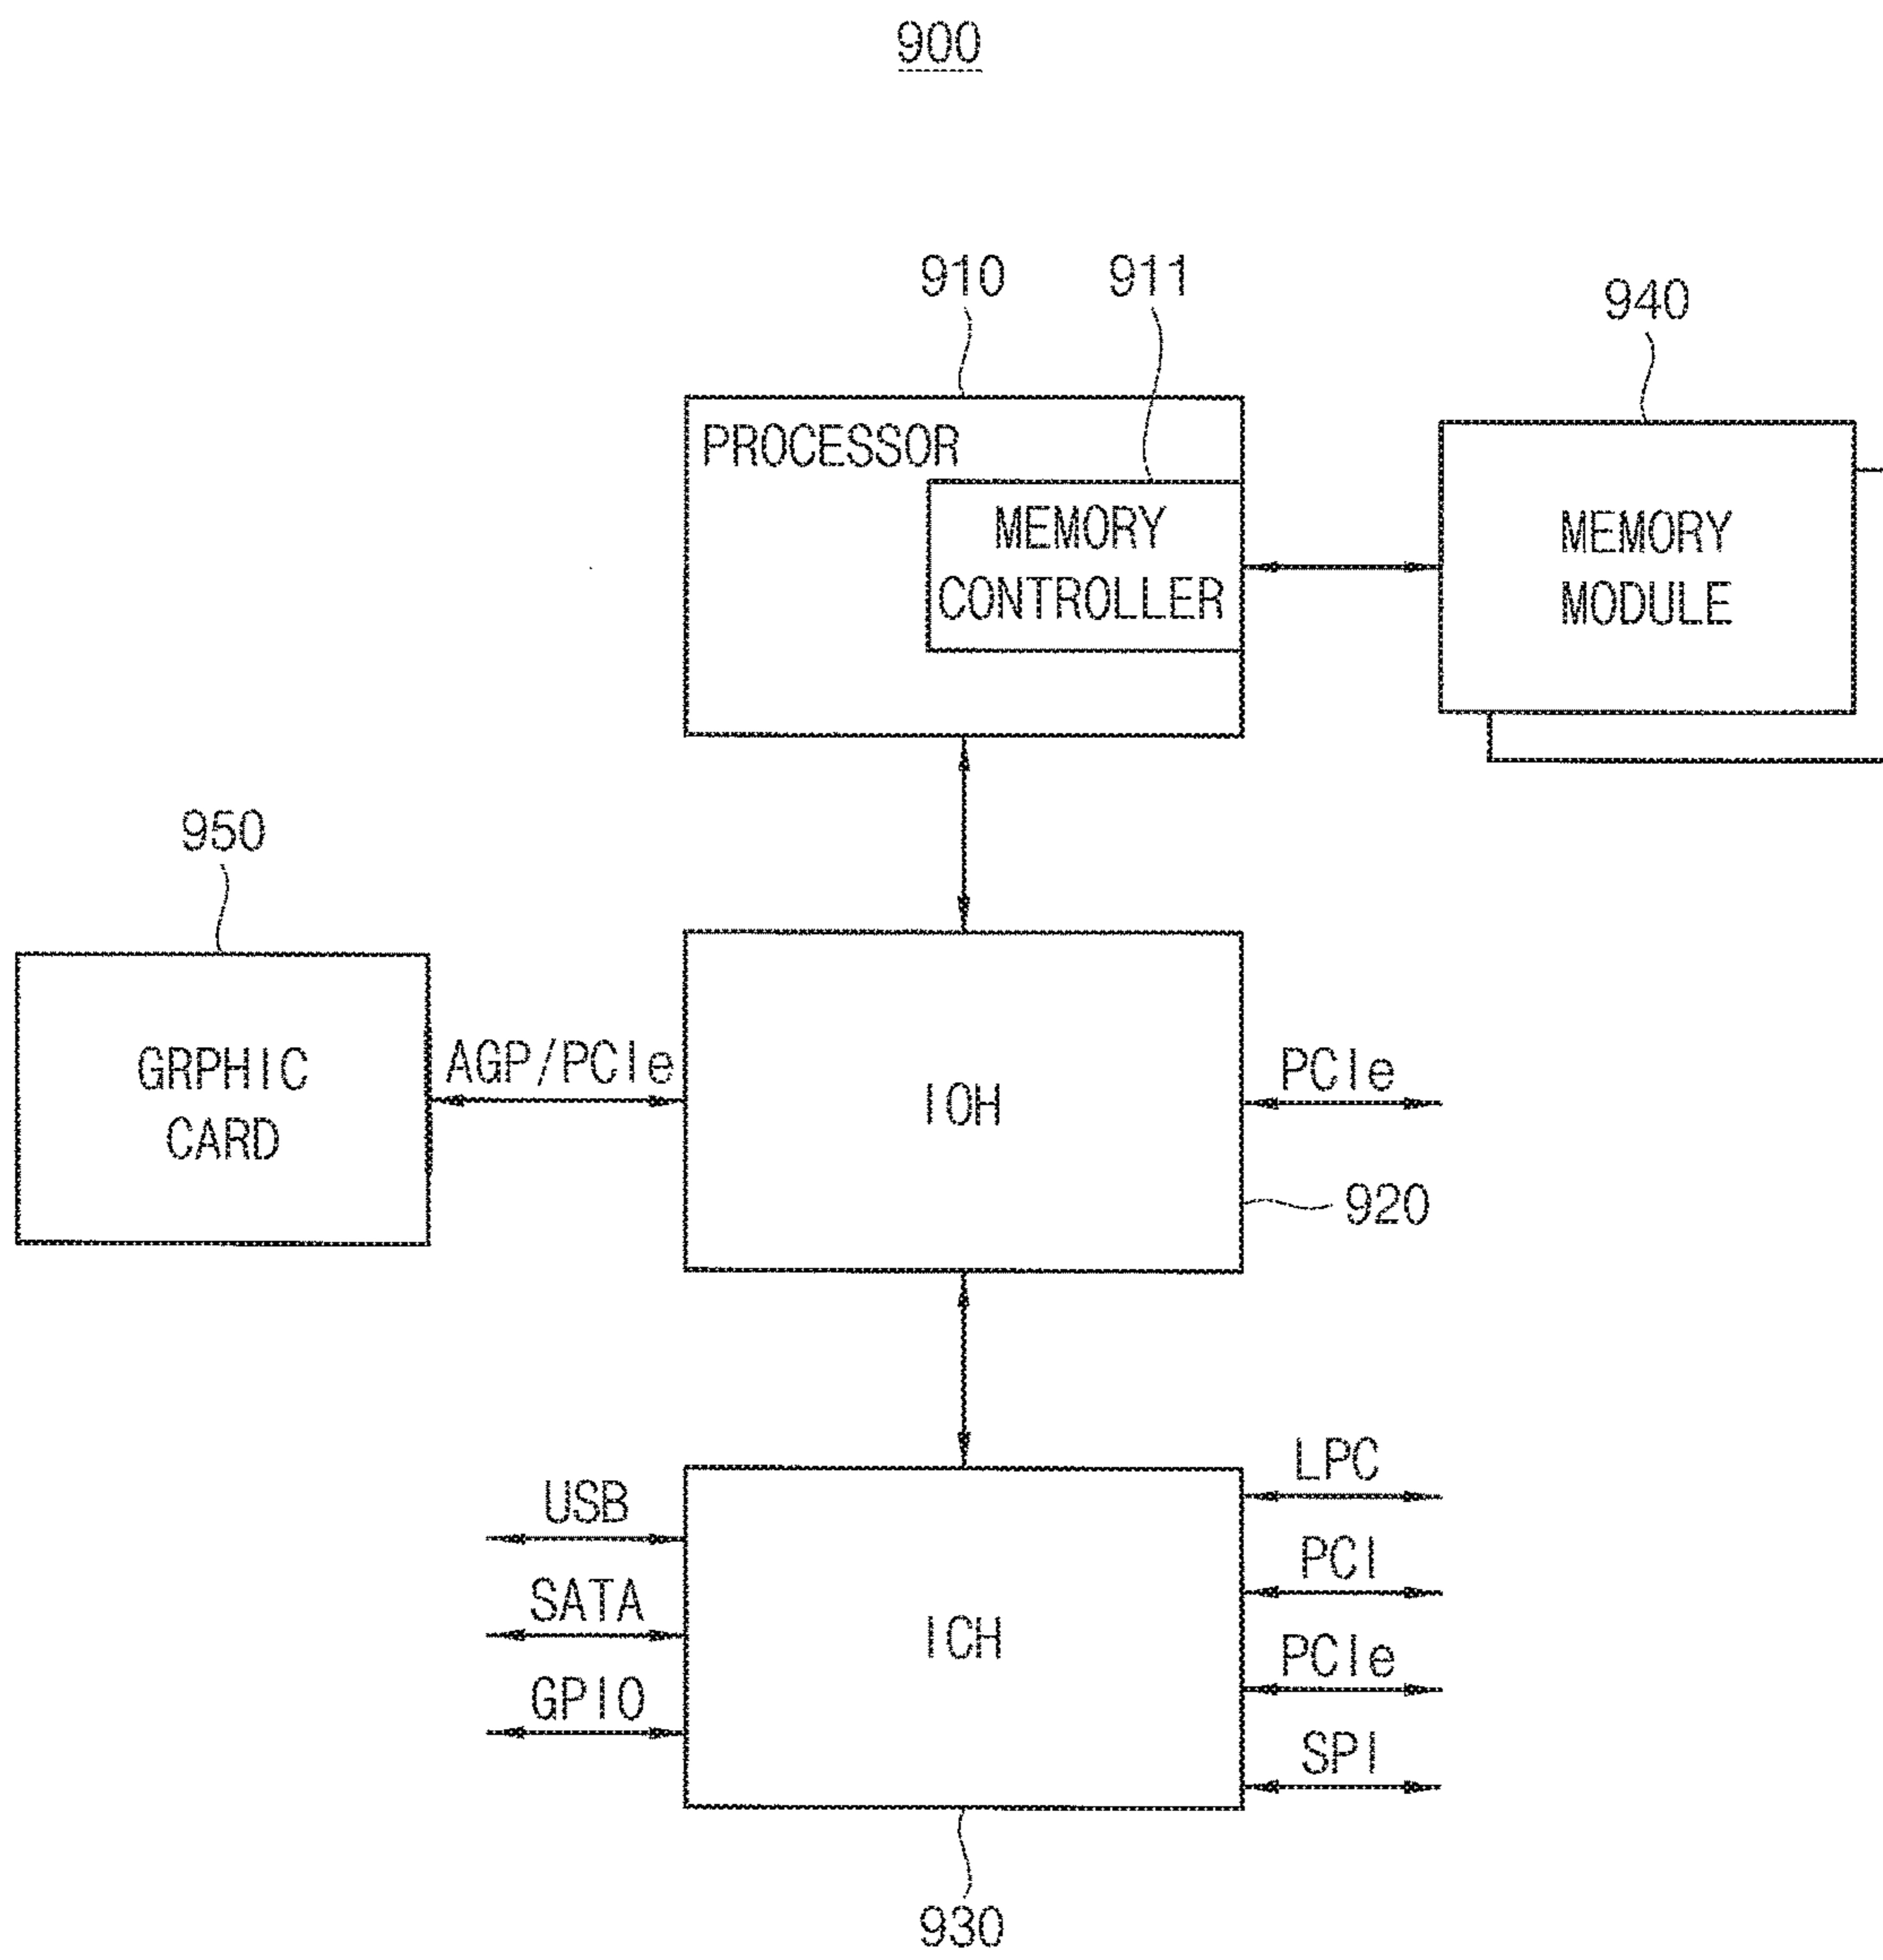 900
910
911
940
PROCESSOR
MEMORY
CONTROLLER
MEMORY
MODULE
950
GRPHIC
CARD
AGP/PCIe
IOH
PCIe
920
USB
SATA
GPIO
ICH
LPC
PCI
PCIe
SPI
930